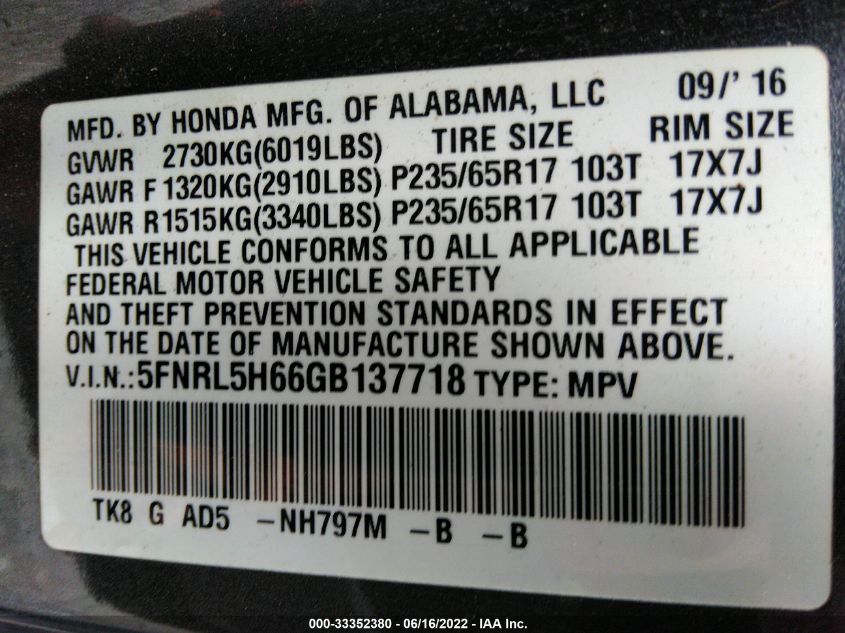 MFD. BY HONDA MFG. OF ALABAMA, LLC 09/' 16
GVWR 2730KG(6019LBS) TIRE SIZE RIM SIZE
GAWR F1320KG(2910LBS) P235/65R17 103T 17X7J
GAWR R1515KG(3340LBS) P235/65R17 103T 17X7J
THIS VEHICLE CONFORMS TO ALL APPLICABLE
FEDERAL MOTOR VEHICLE SAFETY
AND THEFT PREVENTION STANDARDS IN EFFECT
ON THE DATE OF MANUFACTURE SHOWN ABOVE.
V.I.N.:5FNRL5H66GB137718 TYPE: MPV
TK8 G AD5 -NH797M -B -B
000-33352380 - 06/16/2022 - IAA Inc.